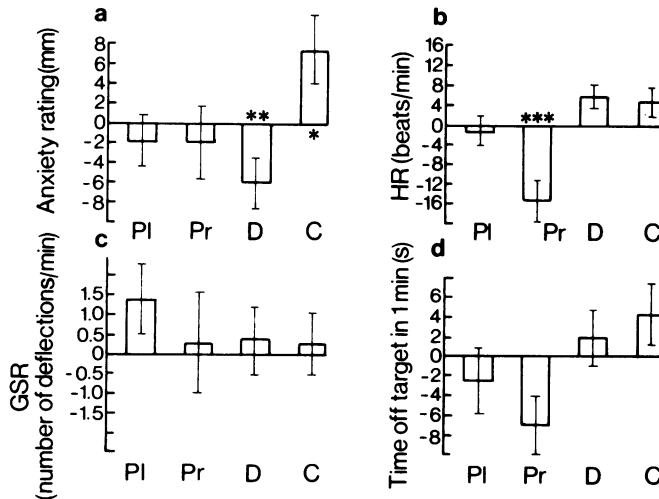 a
Anxiety rating(mm)
8
6
4
2
0
-2
-4
-6
-8
**
*
Pl Pr D C
b
HR (beats/min)
16
12
8
4
0
-4
-8
-12
-16
***
Pl Pr D C
c
GSR
(number of deflections/min)
1.5
1.0
0.5
0
-0.5
-1.0
-1.5
Pl Pr D C
d
Time off target in 1 min (s)
6
4
2
0
-2
-4
-6
-8
Pl Pr D C